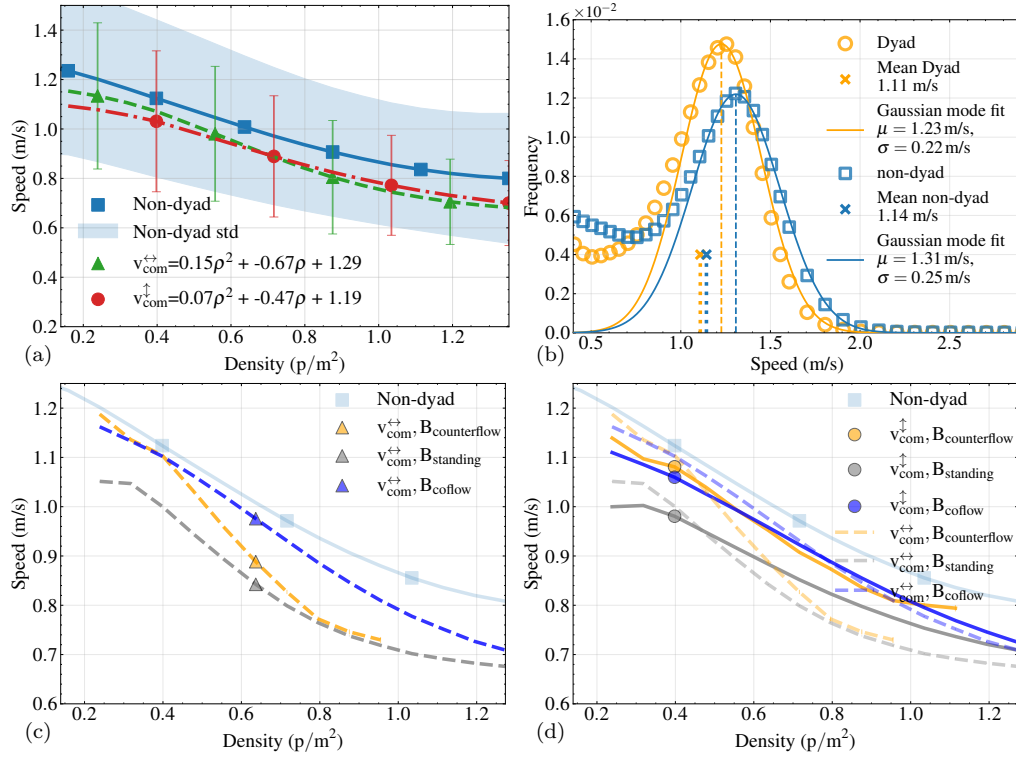 1.4
1.2
1.0
0.8
0.6
0.4
0.2
Speed (m/s)
Non-dyad
Non-dyad std
v↔com=0.15ρ² + -0.67ρ + 1.29
v↕com=0.07ρ² + -0.47ρ + 1.19
0.2 0.4 0.6 0.8 1.0 1.2
Density (p/m²)
(a)
1.6 ×10⁻²
1.4
1.2
1.0
0.8
0.6
0.4
0.2
0.0
Frequency
Dyad
Mean Dyad
1.11 m/s
Gaussian mode fit
μ = 1.23 m/s,
σ = 0.22 m/s
non-dyad
Mean non-dyad
1.14 m/s
Gaussian mode fit
μ = 1.31 m/s,
σ = 0.25 m/s
0.5 1.0 1.5 2.0 2.5
Speed (m/s)
(b)
1.2
1.1
1.0
0.9
0.8
0.7
0.6
Speed (m/s)
Non-dyad
v↔com, Bcounterflow
v↔com, Bstanding
v↔com, Bcoflow
0.2 0.4 0.6 0.8 1.0 1.2
Density (p/m²)
(c)
1.2
1.1
1.0
0.9
0.8
0.7
0.6
Speed (m/s)
Non-dyad
v↕com, Bcounterflow
v↕com, Bstanding
v↕com, Bcoflow
v↔com, Bcounterflow
v↔com, Bstanding
v↔com, Bcoflow
0.2 0.4 0.6 0.8 1.0 1.2
Density (p/m²)
(d)